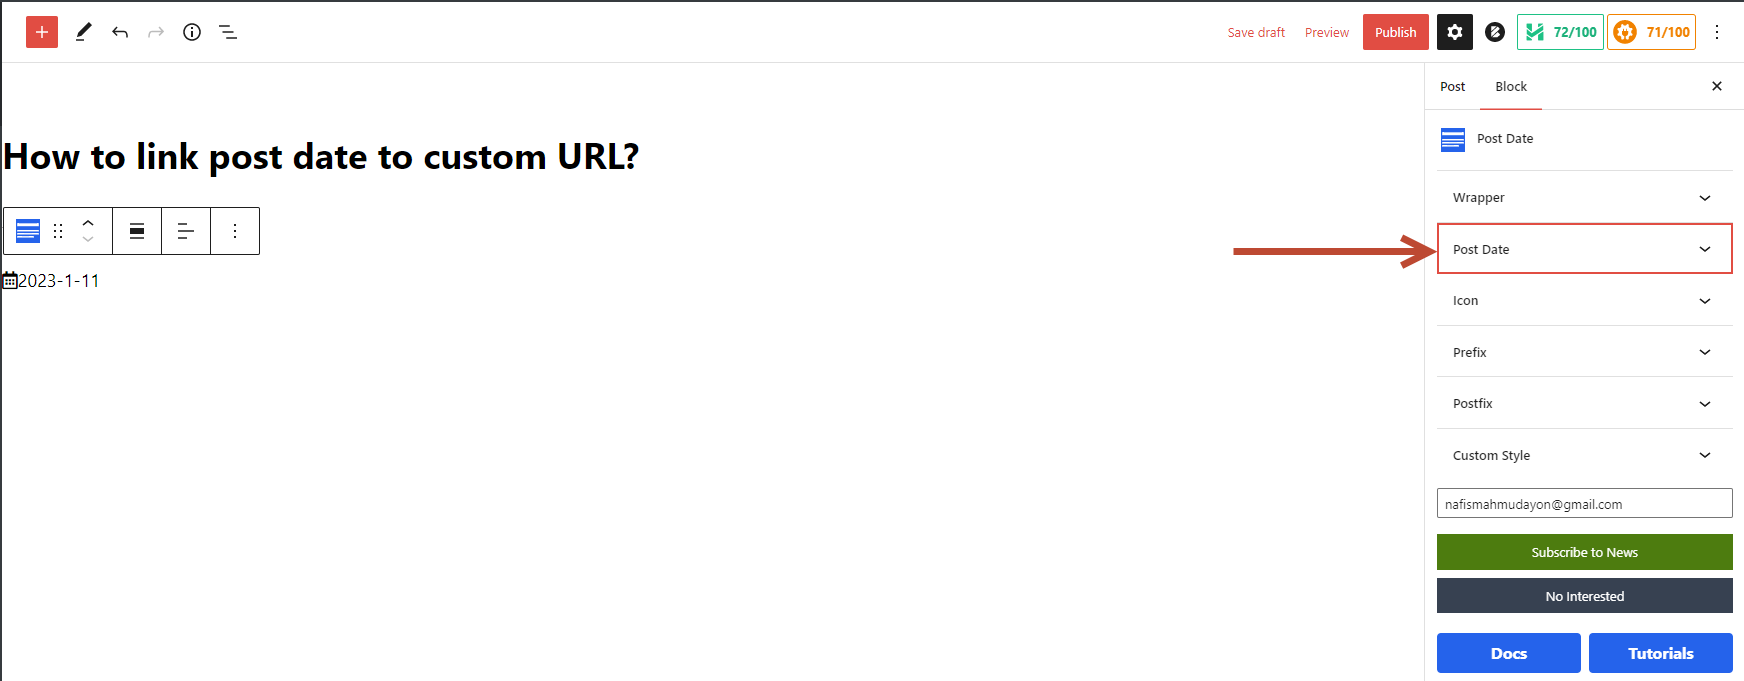 Save draft
Preview
Publish
72/100
71/100
Post
Block
Post Date
How to link post date to custom URL?
Wrapper
Post Date
2023-1-11
Icon
Prefix
Postfix
Custom Style
nafismahmudayon@gmail.com
Subscribe to News
No Interested
Docs
Tutorials